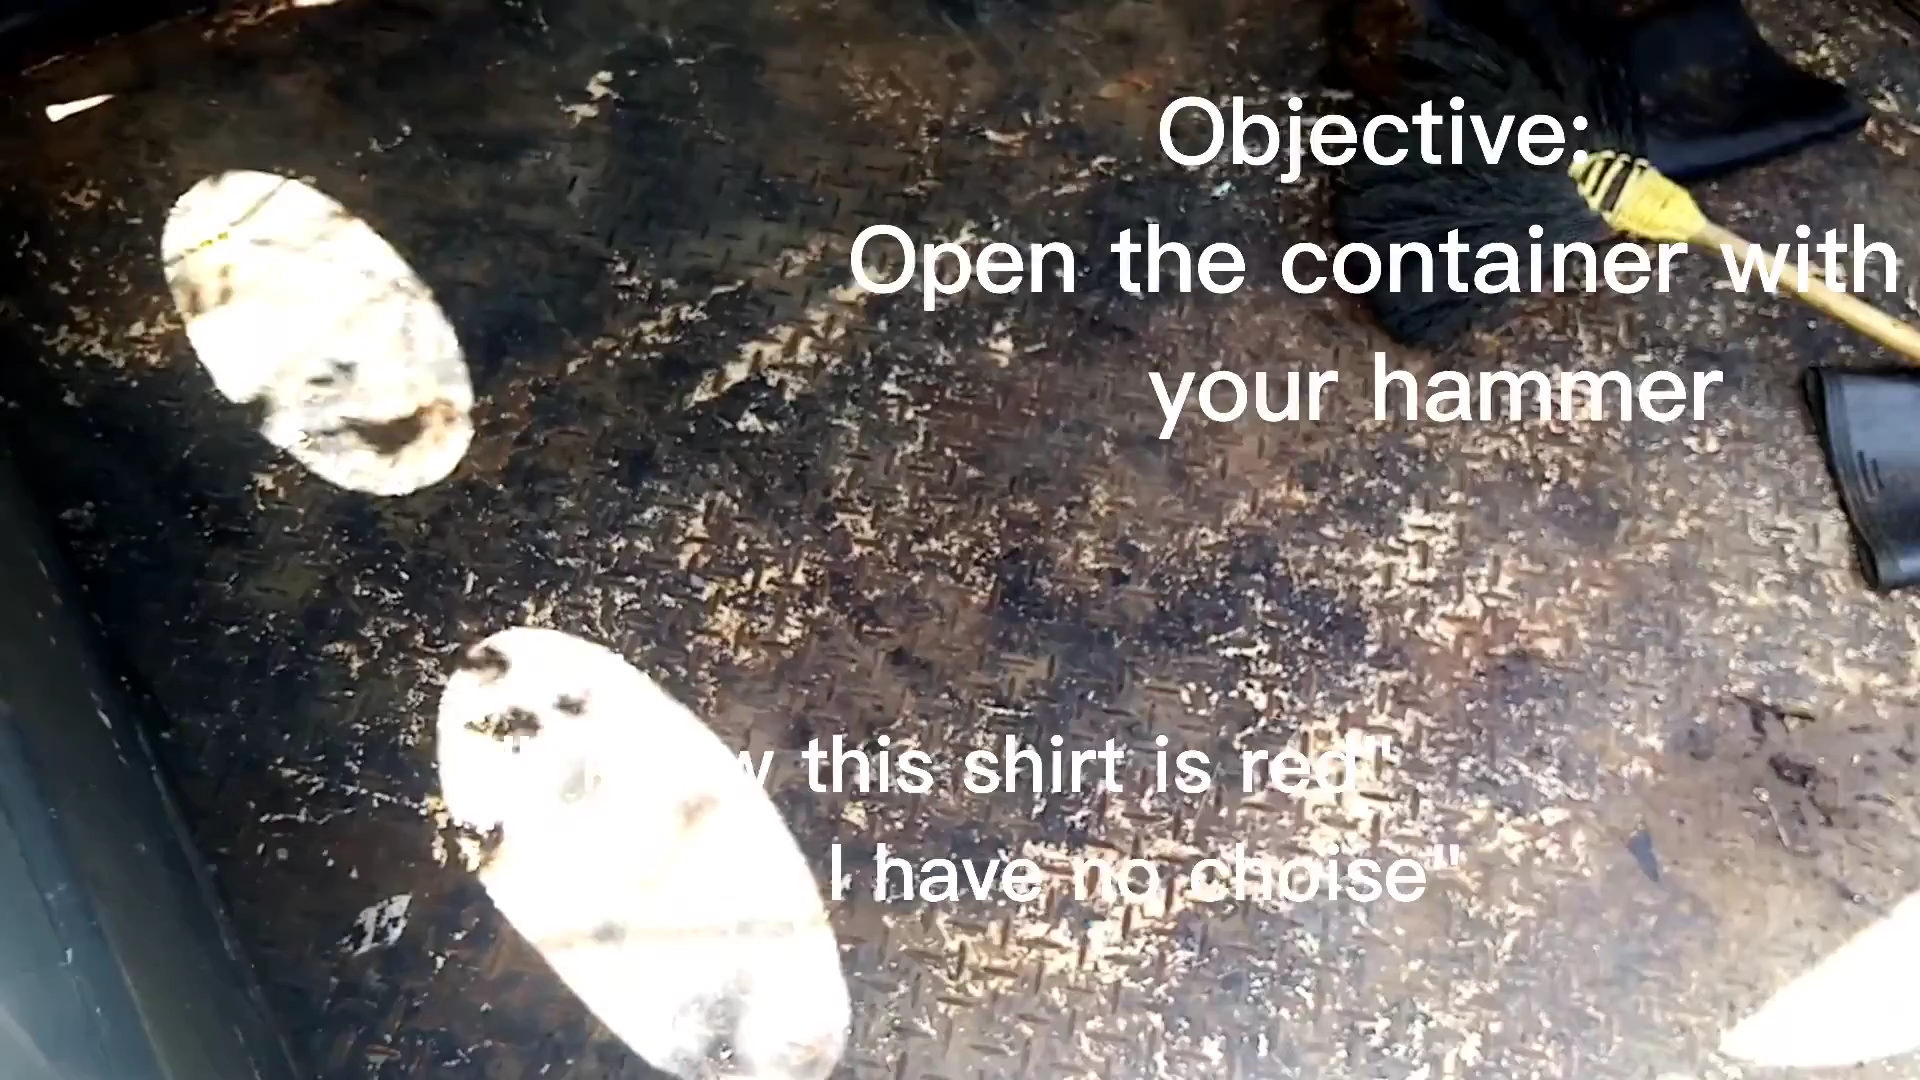 Objective:
Open the container with
your hammer
this shirt is red"
I have no choise"